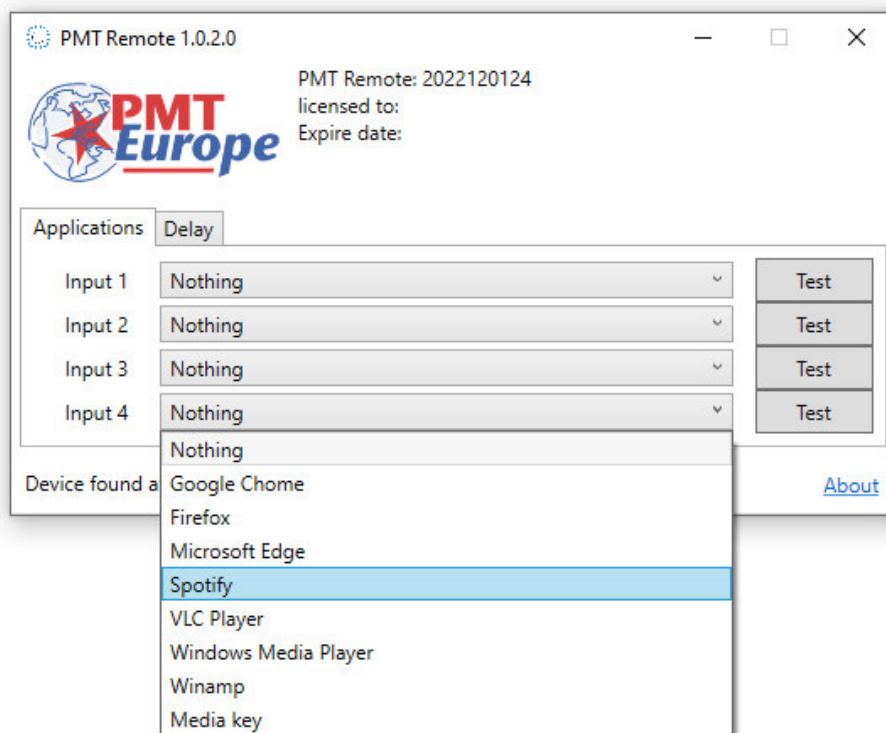 PMT Remote 1.0.2.0
PMT
Europe
PMT Remote: 2022120124
licensed to:
Expire date:
Applications Delay
Input 1 Nothing Test
Input 2 Nothing Test
Input 3 Nothing Test
Input 4 Nothing Test
Nothing
Device found a Google Chome About
Firefox
Microsoft Edge
Spotify
VLC Player
Windows Media Player
Winamp
Media key